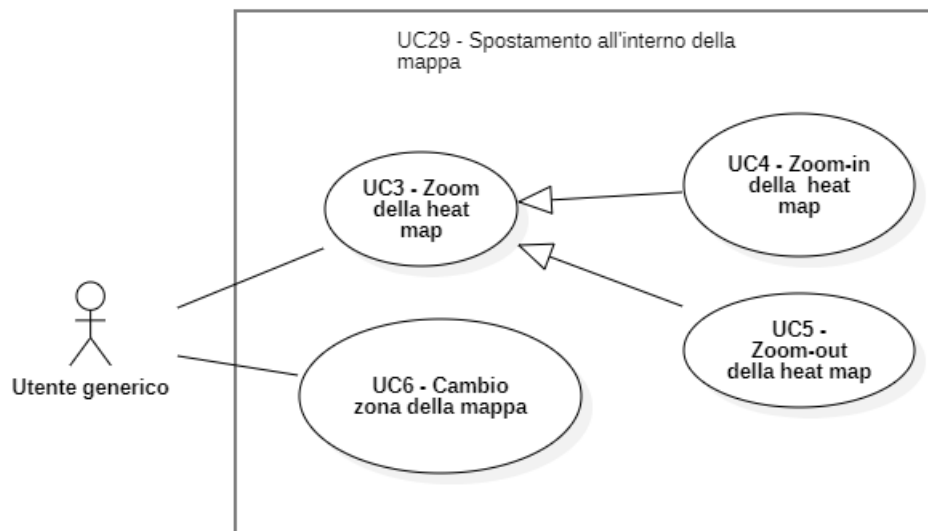 UC29 - Spostamento all'interno della
mappa
UC3 - Zoom
della heat
map
UC4 - Zoom-in
della heat
map
UC5 -
Zoom-out
della heat map
UC6 - Cambio
zona della mappa
Utente generico